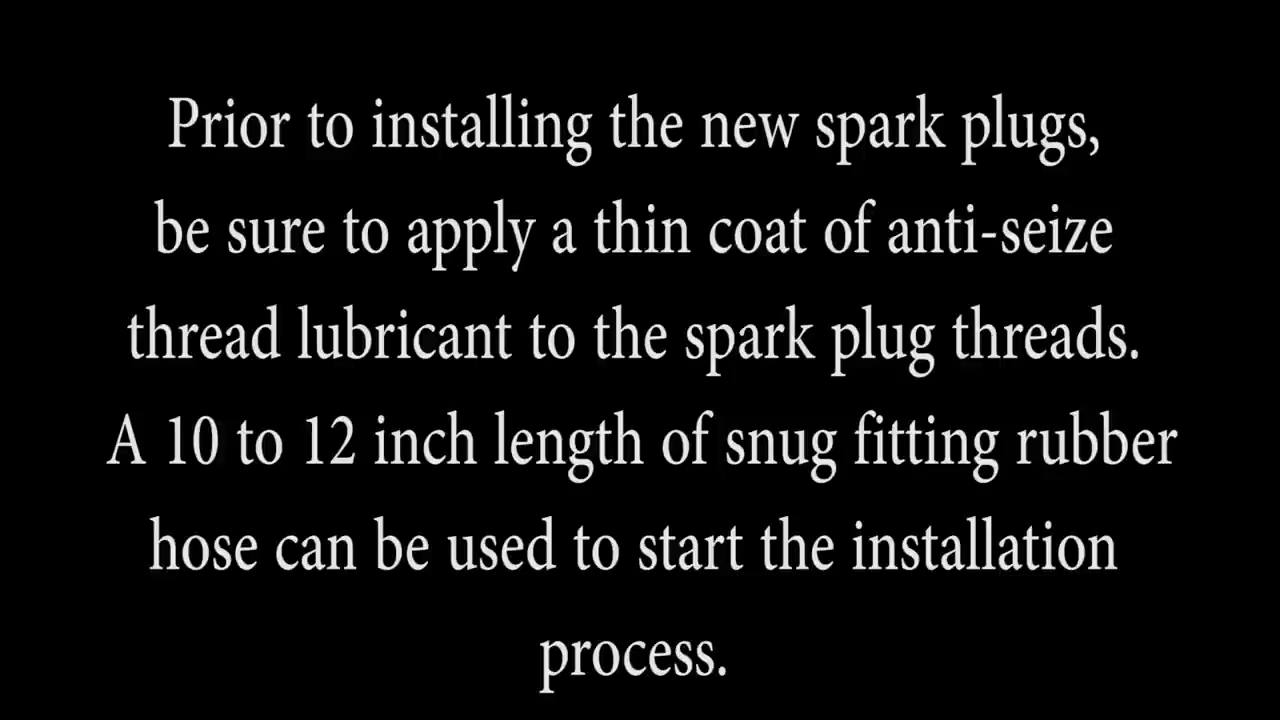 Prior to installing the new spark plugs,
be sure to apply a thin coat of anti-seize
thread lubricant to the spark plug threads.
A 10 to 12 inch length of snug fitting rubber
hose can be used to start the installation
process.